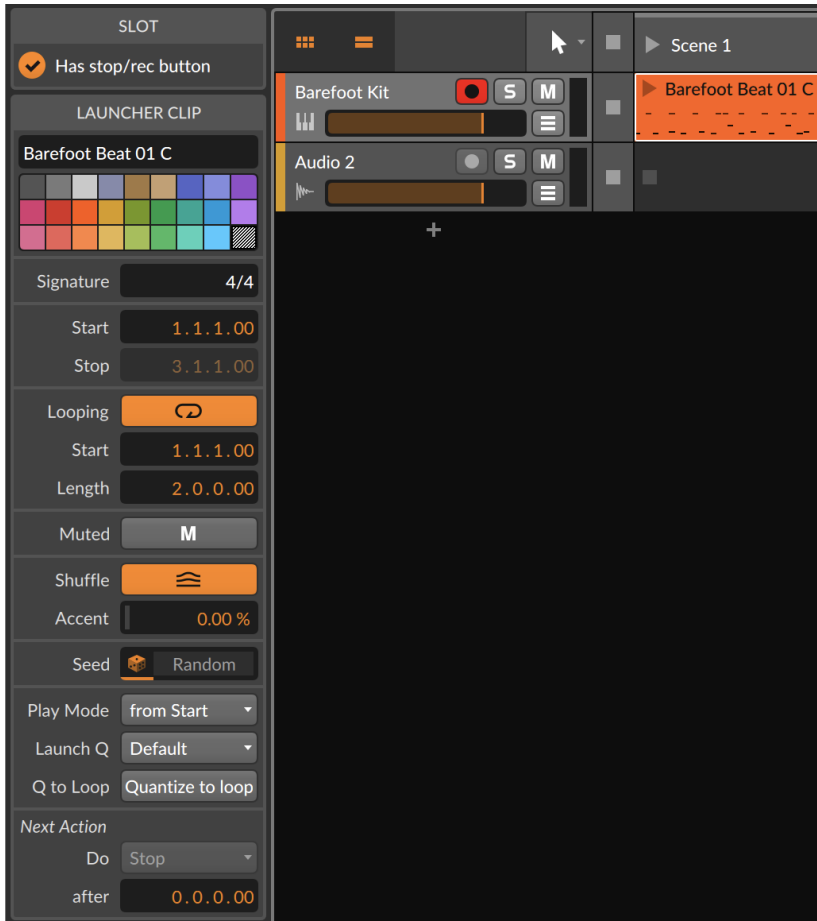 SLOT
Has stop/rec button
LAUNCHER CLIP
Barefoot Beat 01 C
Signature 4/4
Start 1.1.1.00
Stop 3.1.1.00
Looping
Start 1.1.1.00
Length 2.0.0.00
Muted M
Shuffle
Accent 0.00 %
Seed Random
Play Mode from Start
Launch Q Default
Q to Loop Quantize to loop
Next Action
Do Stop
after 0.0.0.00
Scene 1
Barefoot Kit S M
Barefoot Beat 01 C
Audio 2 S M